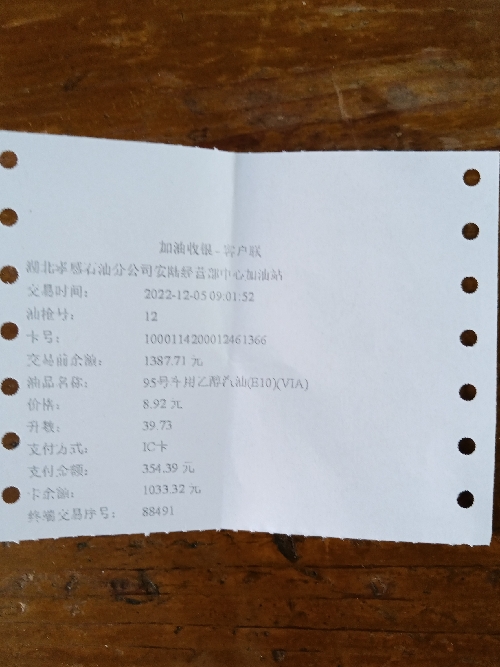 加油收银-客户联
湖北孝感石油分公司安陆经营部中心加油站
交易时间： 2022-12-05 09:01:52
油枪号： 12
卡号： 1000114200012461366
交易前余额： 1387.71 元
油品名称： 95号车用乙醇汽油(E10)(VIA)
价格： 8.92 元
升数： 39.73
支付方式： IC卡
支付金额： 354.39 元
卡余额： 1033.32 元
终端交易序号： 88491